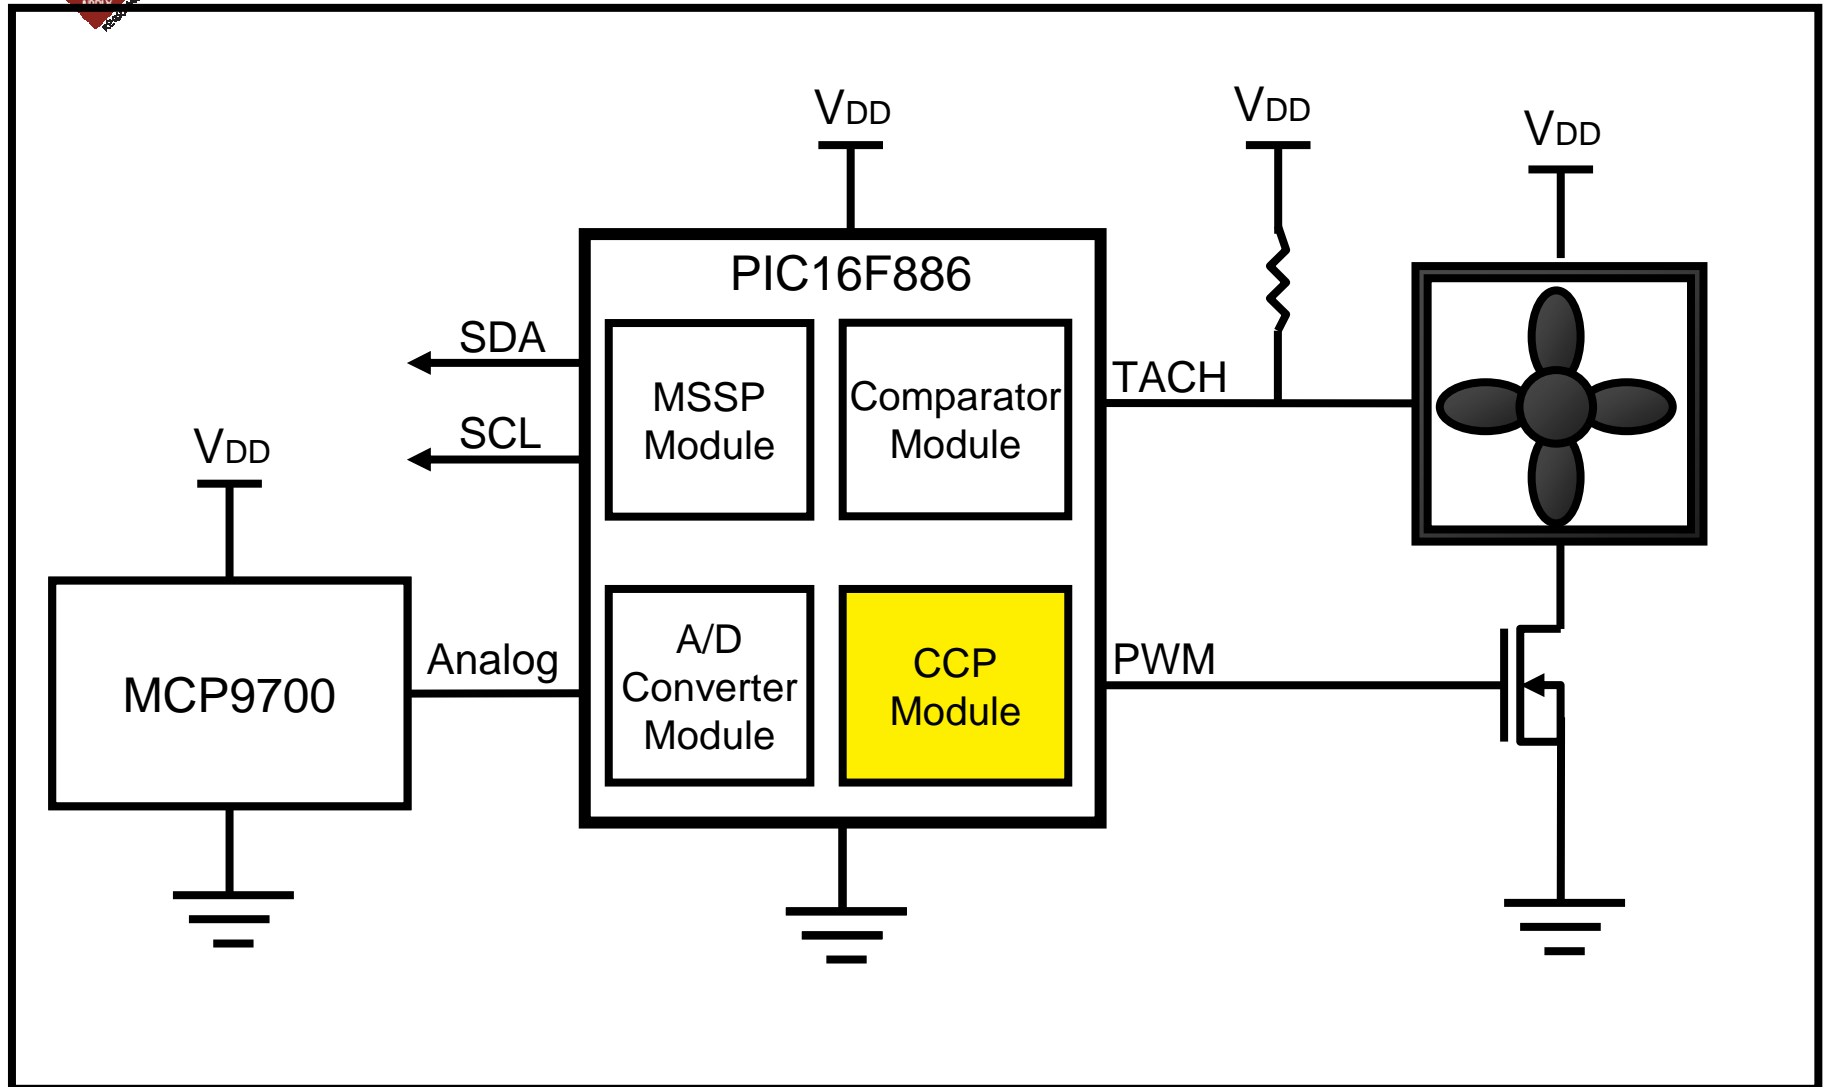 VDD
VDD
VDD
PIC16F886
SDA
MSSP
Module
Comparator
Module
TACH
SCL
VDD
MCP9700
Analog
A/D
Converter
Module
CCP
Module
PWM